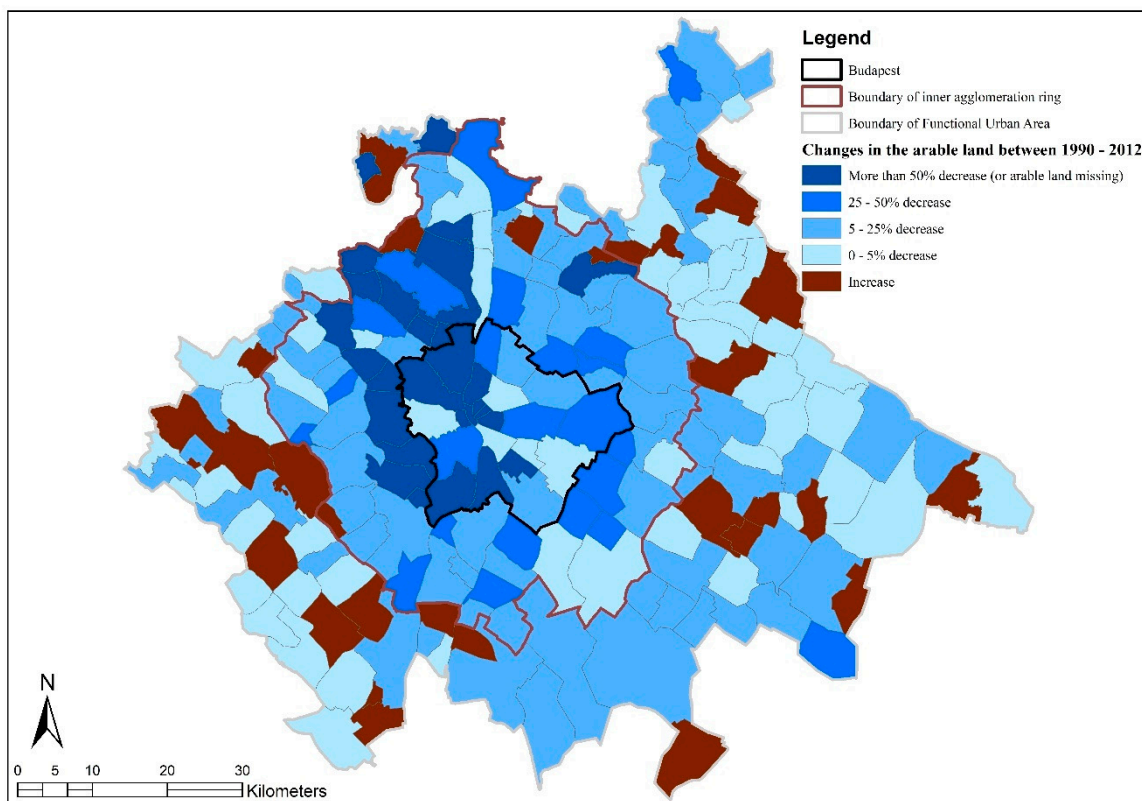 Legend
Budapest
Boundary of inner agglomeration ring
Boundary of Functional Urban Area
Changes in the arable land between 1990 - 2012
More than 50% decrease (or arable land missing)
25 - 50% decrease
5 - 25% decrease
0 - 5% decrease
Increase
N
0 5 10 20 30
Kilometers